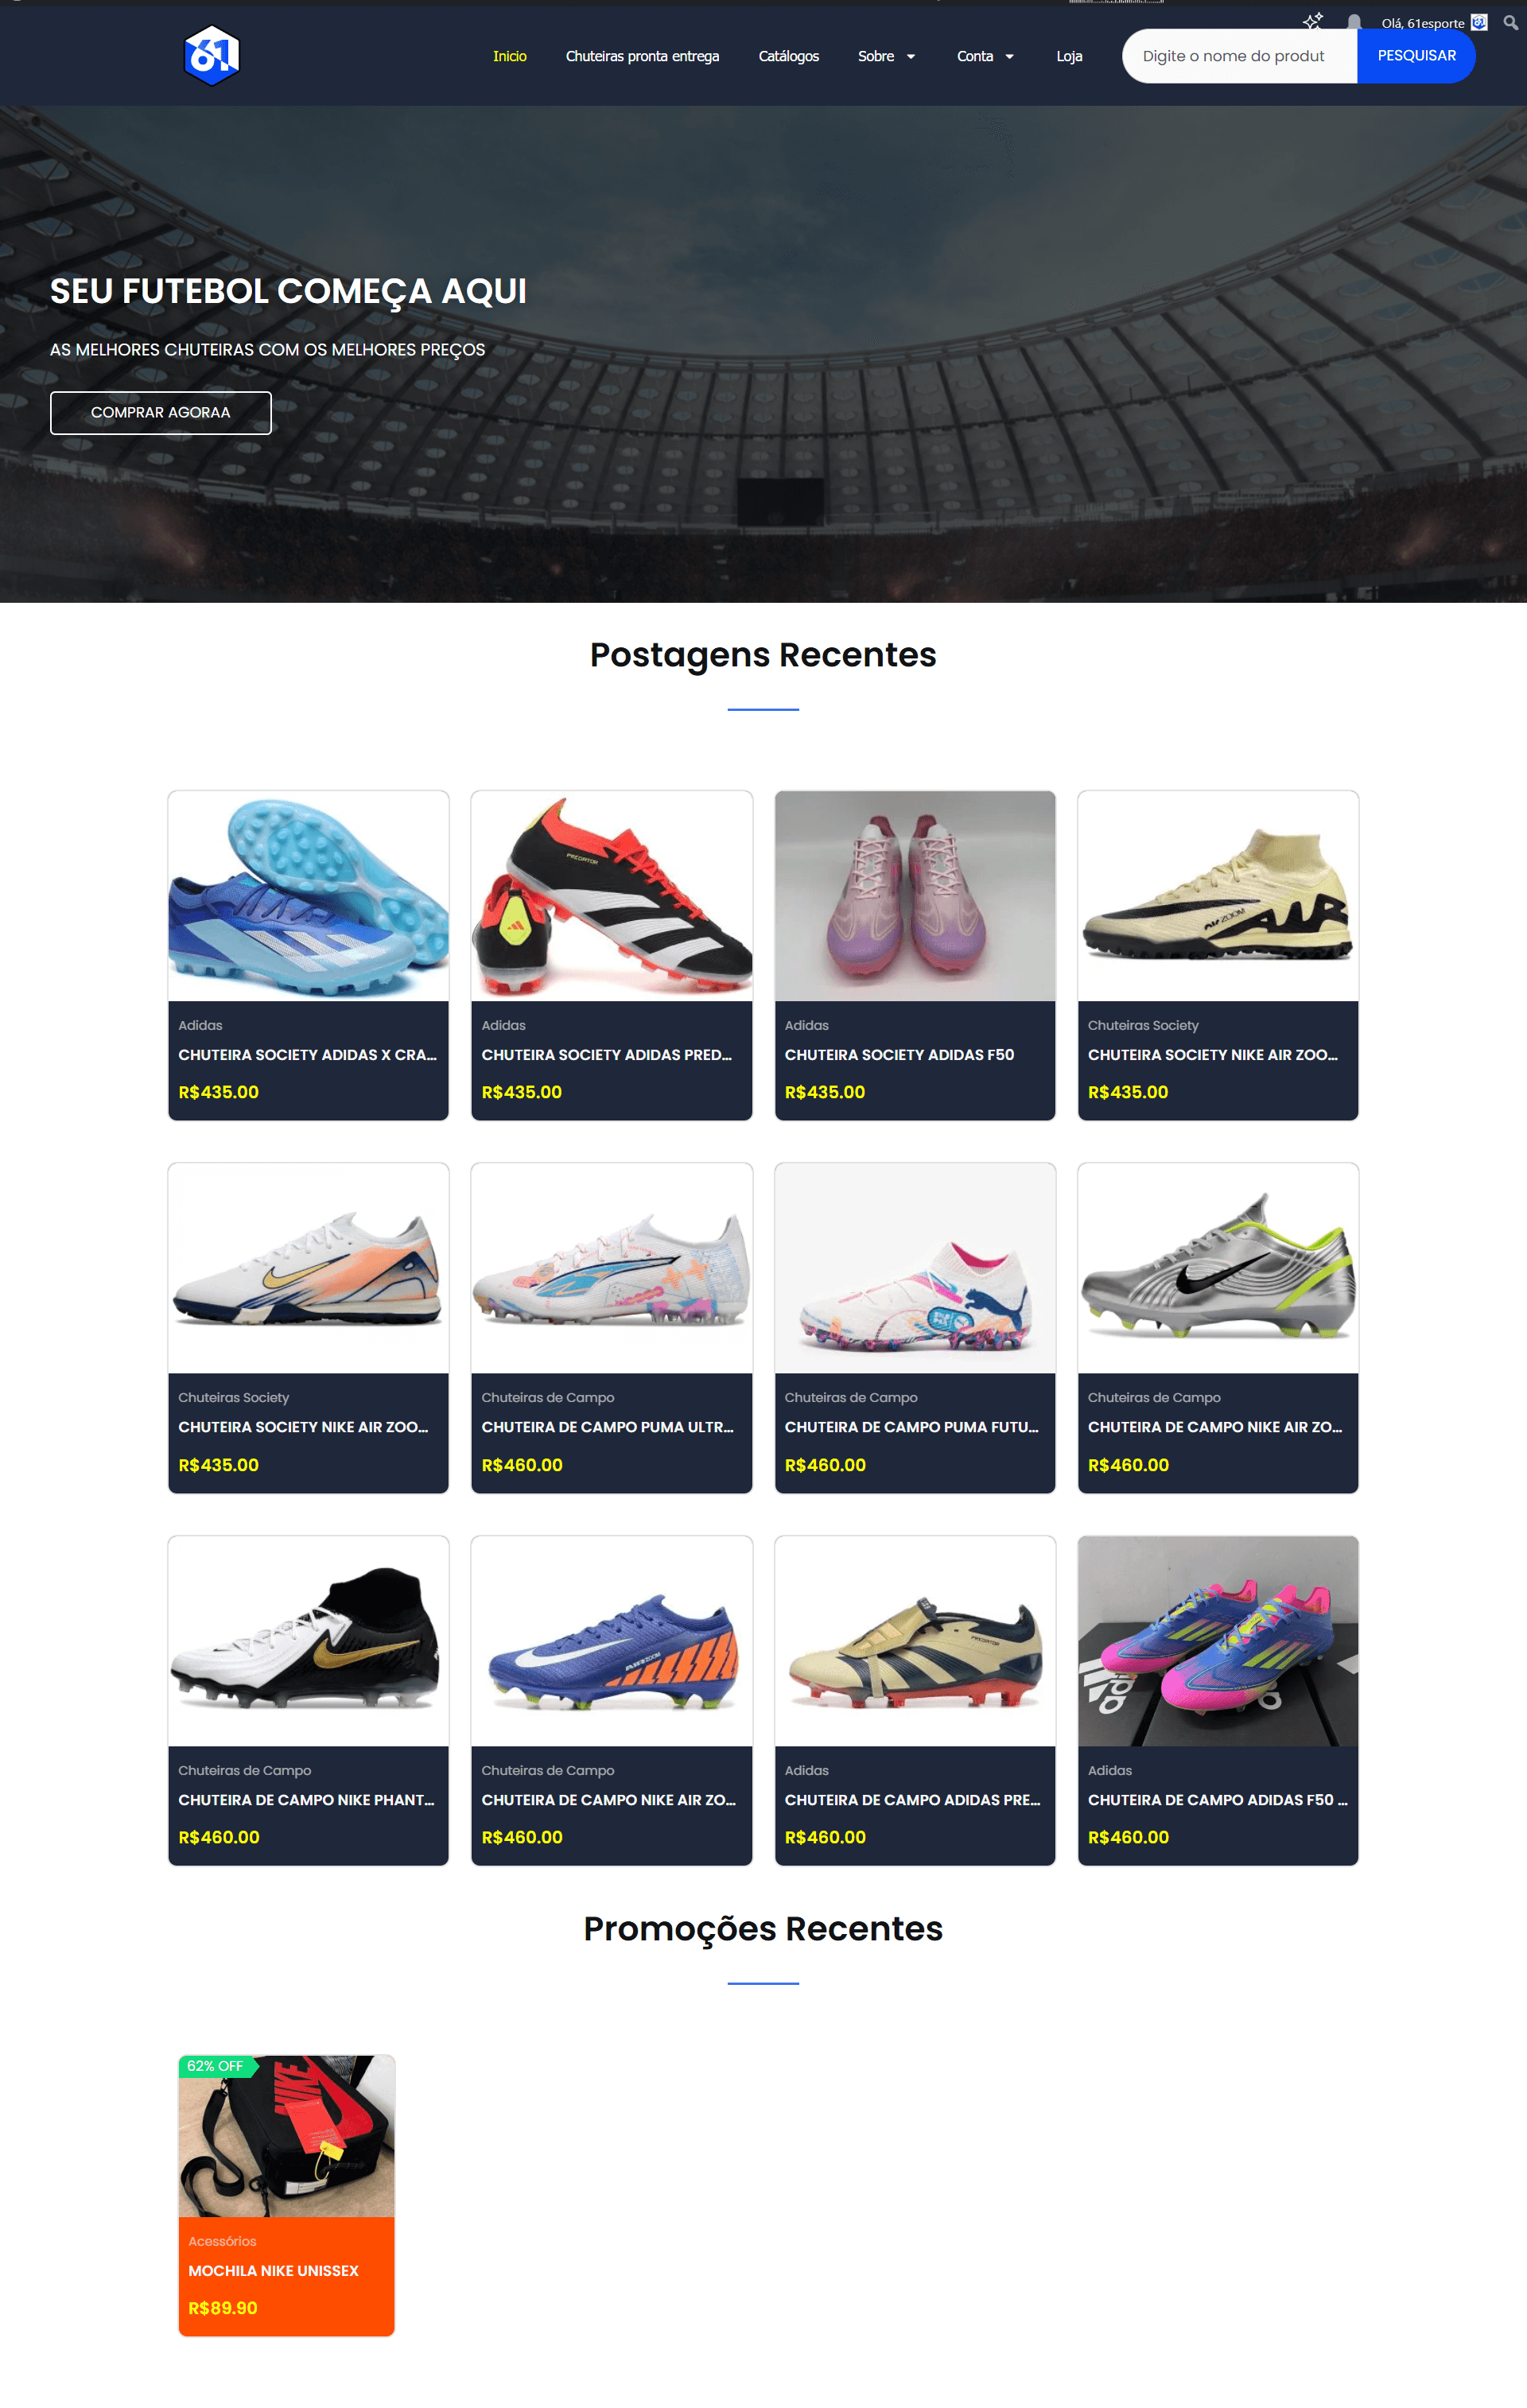 Olá, 61esporte
61
Inicio Chuteiras pronta entrega Catálogos Sobre Conta Loja Digite o nome do produt PESQUISAR
SEU FUTEBOL COMEÇA AQUI
AS MELHORES CHUTEIRAS COM OS MELHORES PREÇOS
COMPRAR AGORAA
Postagens Recentes
PREDATOR
ZOOM
Adidas Adidas Adidas Chuteiras Society
CHUTEIRA SOCIETY ADIDAS X CRA... CHUTEIRA SOCIETY ADIDAS PRED... CHUTEIRA SOCIETY ADIDAS F50 CHUTEIRA SOCIETY NIKE AIR ZOO...
R$435.00 R$435.00 R$435.00 R$435.00
Chuteiras Society Chuteiras de Campo Chuteiras de Campo Chuteiras de Campo
CHUTEIRA SOCIETY NIKE AIR ZOO... CHUTEIRA DE CAMPO PUMA ULTR... CHUTEIRA DE CAMPO PUMA FUTU... CHUTEIRA DE CAMPO NIKE AIR ZO...
R$435.00 R$460.00 R$460.00 R$460.00
PREDATOR
Chuteiras de Campo Chuteiras de Campo Adidas Adidas
CHUTEIRA DE CAMPO NIKE PHANT... CHUTEIRA DE CAMPO NIKE AIR ZO... CHUTEIRA DE CAMPO ADIDAS PRE... CHUTEIRA DE CAMPO ADIDAS F50 ...
R$460.00 R$460.00 R$460.00 R$460.00
Promoções Recentes
62% OFF
NIKE
Acessórios
MOCHILA NIKE UNISSEX
R$89.90